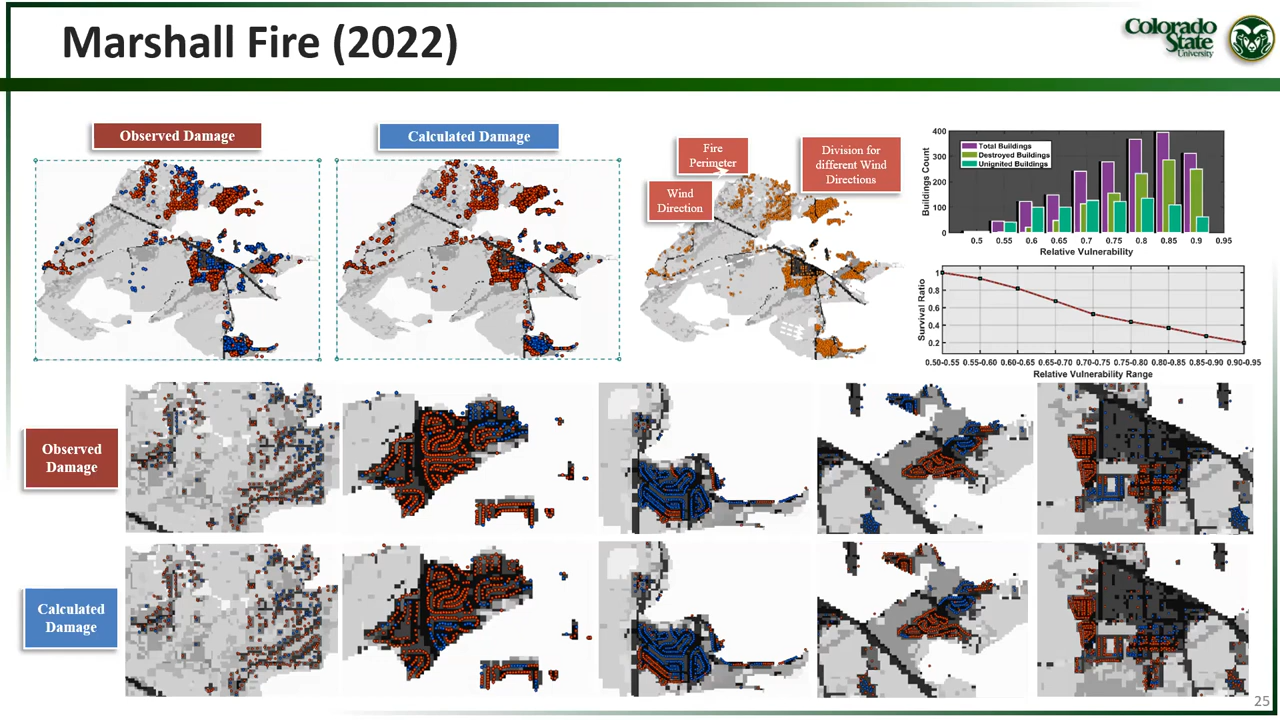 Marshall Fire (2022)
Colorado
State
University
Observed Damage
Calculated Damage
Fire
Perimeter
Wind
Direction
Division for
different Wind
Directions
Buildings Count
400
300
200
100
0
Total Buildings
Destroyed Buildings
Unignited Buildings
0.5 0.55 0.6 0.65 0.7 0.75 0.8 0.85 0.9 0.95
Relative Vulnerability
Survival Ratio
1
0.8
0.6
0.4
0.2
0.50-0.55 0.55-0.60 0.60-0.65 0.65-0.70 0.70-0.75 0.75-0.80 0.80-0.85 0.85-0.90 0.90-0.95
Relative Vulnerability Range
Observed
Damage
Calculated
Damage
25